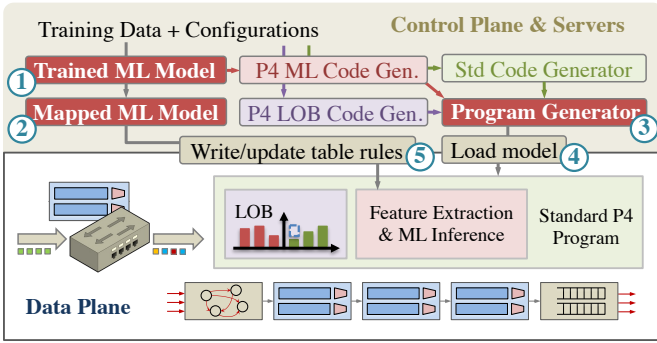 Training Data + Configurations
Control Plane & Servers
1
Trained ML Model
P4 ML Code Gen.
Std Code Generator
2
Mapped ML Model
P4 LOB Code Gen.
Program Generator
3
Write/update table rules
5
Load model
4
LOB
Feature Extraction
& ML Inference
Standard P4
Program
Data Plane